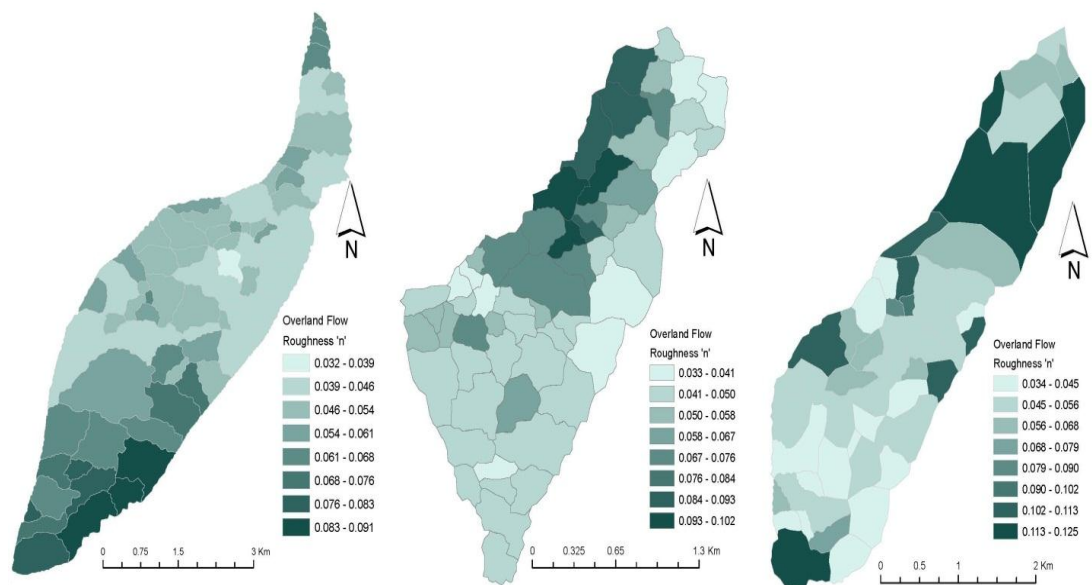 N
Overland Flow
Roughness 'n'
0.032 - 0.039
0.039 - 0.046
0.046 - 0.054
0.054 - 0.061
0.061 - 0.068
0.068 - 0.076
0.076 - 0.083
0.083 - 0.091
0 0.75 1.5 3 Km
N
Overland Flow
Roughness 'n'
0.033 - 0.041
0.041 - 0.050
0.050 - 0.058
0.058 - 0.067
0.067 - 0.076
0.076 - 0.084
0.084 - 0.093
0.093 - 0.102
0 0.325 0.65 1.3 Km
N
Overland Flow
Roughness 'n'
0.034 - 0.045
0.045 - 0.056
0.056 - 0.068
0.068 - 0.079
0.079 - 0.090
0.090 - 0.102
0.102 - 0.113
0.113 - 0.125
0 0.5 1 2 Km